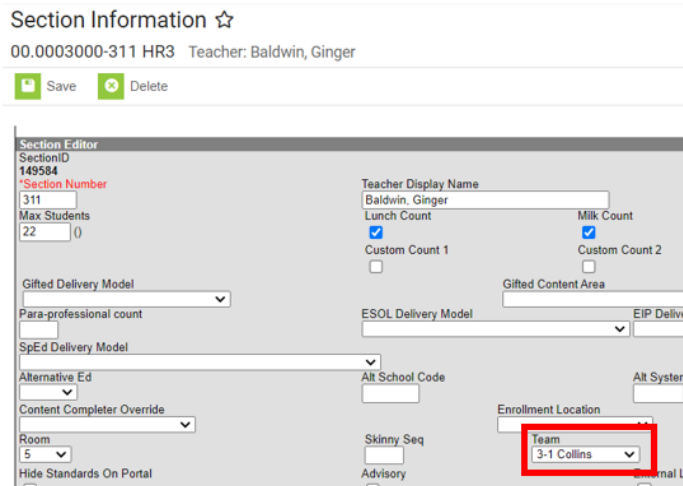 Section Information
00.0003000-311 HR3 Teacher: Baldwin, Ginger
Save Delete
Section Editor
SectionID
149584
*Section Number Teacher Display Name
311 Baldwin, Ginger
Max Students Lunch Count Milk Count
22 ()
Custom Count 1 Custom Count 2
Gifted Delivery Model Gifted Content Area
Para-professional count ESOL Delivery Model EIP Delive
SpEd Delivery Model
Alternative Ed Alt School Code Alt System
Content Completer Override Enrollment Location
Room Skinny Seq Team
5 3-1 Collins
Hide Standards On Portal Advisory External L